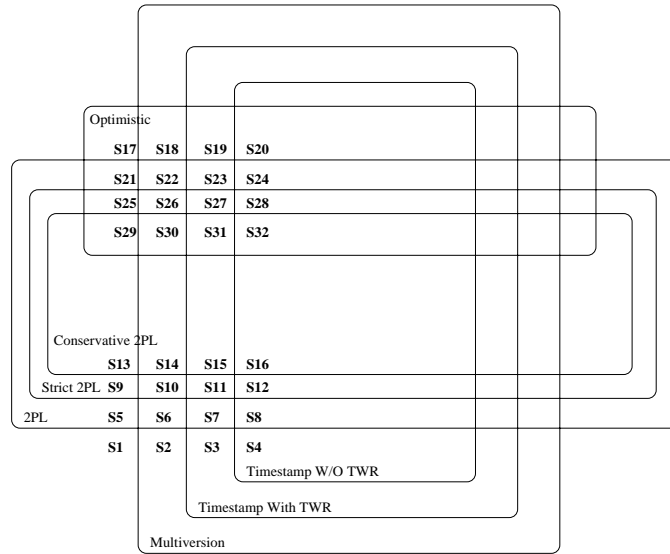 Optimistic
S17 S18 S19 S20
S21 S22 S23 S24
S25 S26 S27 S28
S29 S30 S31 S32
Conservative 2PL
S13 S14 S15 S16
Strict 2PL S9 S10 S11 S12
2PL S5 S6 S7 S8
S1 S2 S3 S4
Timestamp W/O TWR
Timestamp With TWR
Multiversion